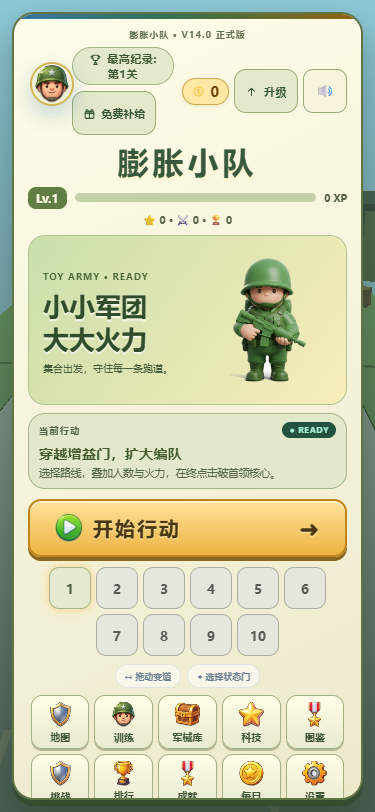 膨胀小队 • V14.0 正式版
最高纪录:
第1关
免费补给
0
↑ 升级
膨胀小队
Lv.1
0 XP
0 • 0 • 0
TOY ARMY • READY
小小军团
大大火力
集合出发，守住每一条跑道。
当前行动
● READY
穿越增益门，扩大编队
选择路线，叠加人数与火力，在终点击破首领核心。
开始行动 →
1 2 3 4 5 6
7 8 9 10
↔ 拖动变道 • 选择状态门
地图 训练 军械库 科技 图鉴
挑战 排行 成就 每日 设置